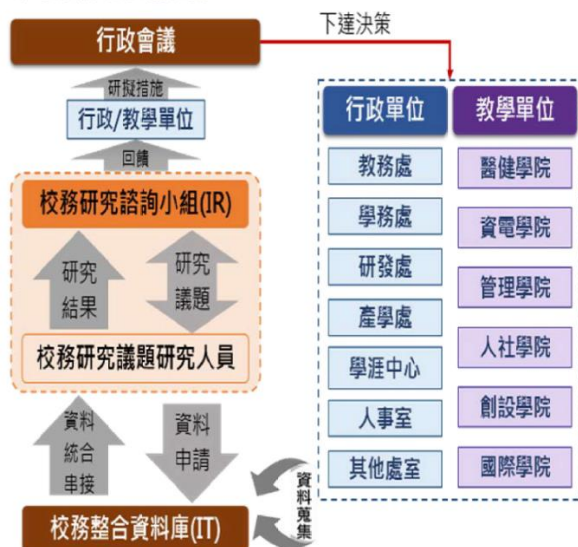 行政會議
下達決策
研擬措施
行政/教學單位
回饋
校務研究諮詢小組(IR)
研究
結果
研究
議題
校務研究議題研究人員
資料
統合
串接
資料
申請
資料蒐集
校務整合資料庫(IT)
行政單位
教務處
學務處
研發處
產學處
學涯中心
人事室
其他處室
教學單位
醫健學院
資電學院
管理學院
人社學院
創設學院
國際學院